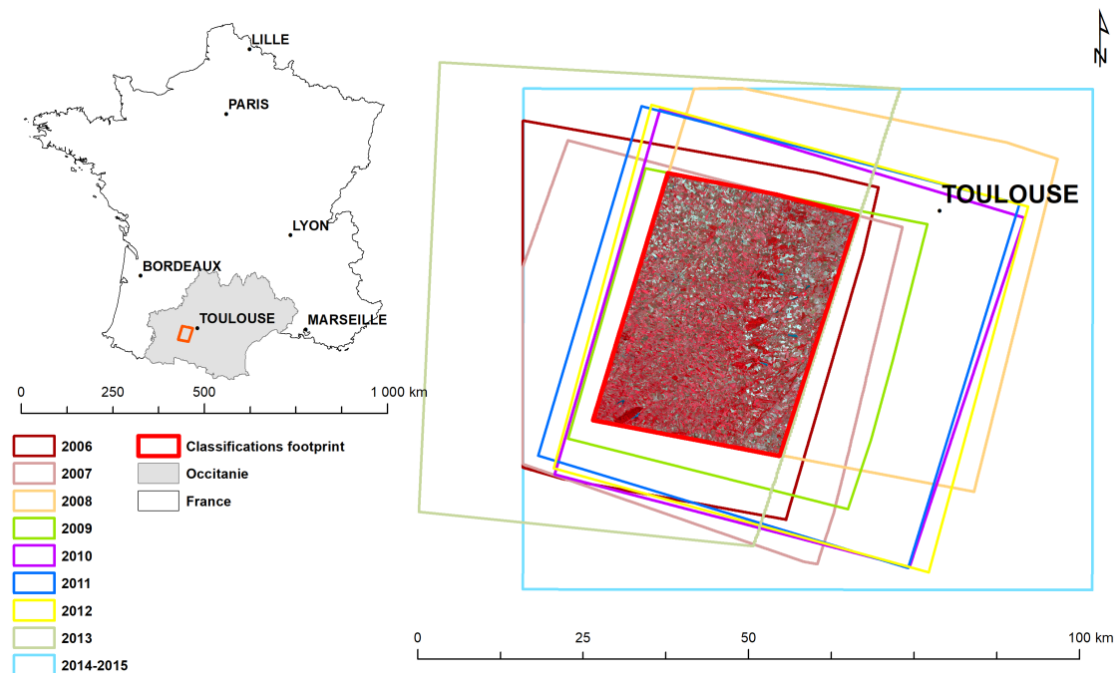 LILLE
PARIS
LYON
BORDEAUX
TOULOUSE
MARSEILLE
0 250 500 1 000 km
2006
2007
2008
2009
2010
2011
2012
2013
2014-2015
Classifications footprint
Occitanie
France
N
TOULOUSE
0 25 50 100 km